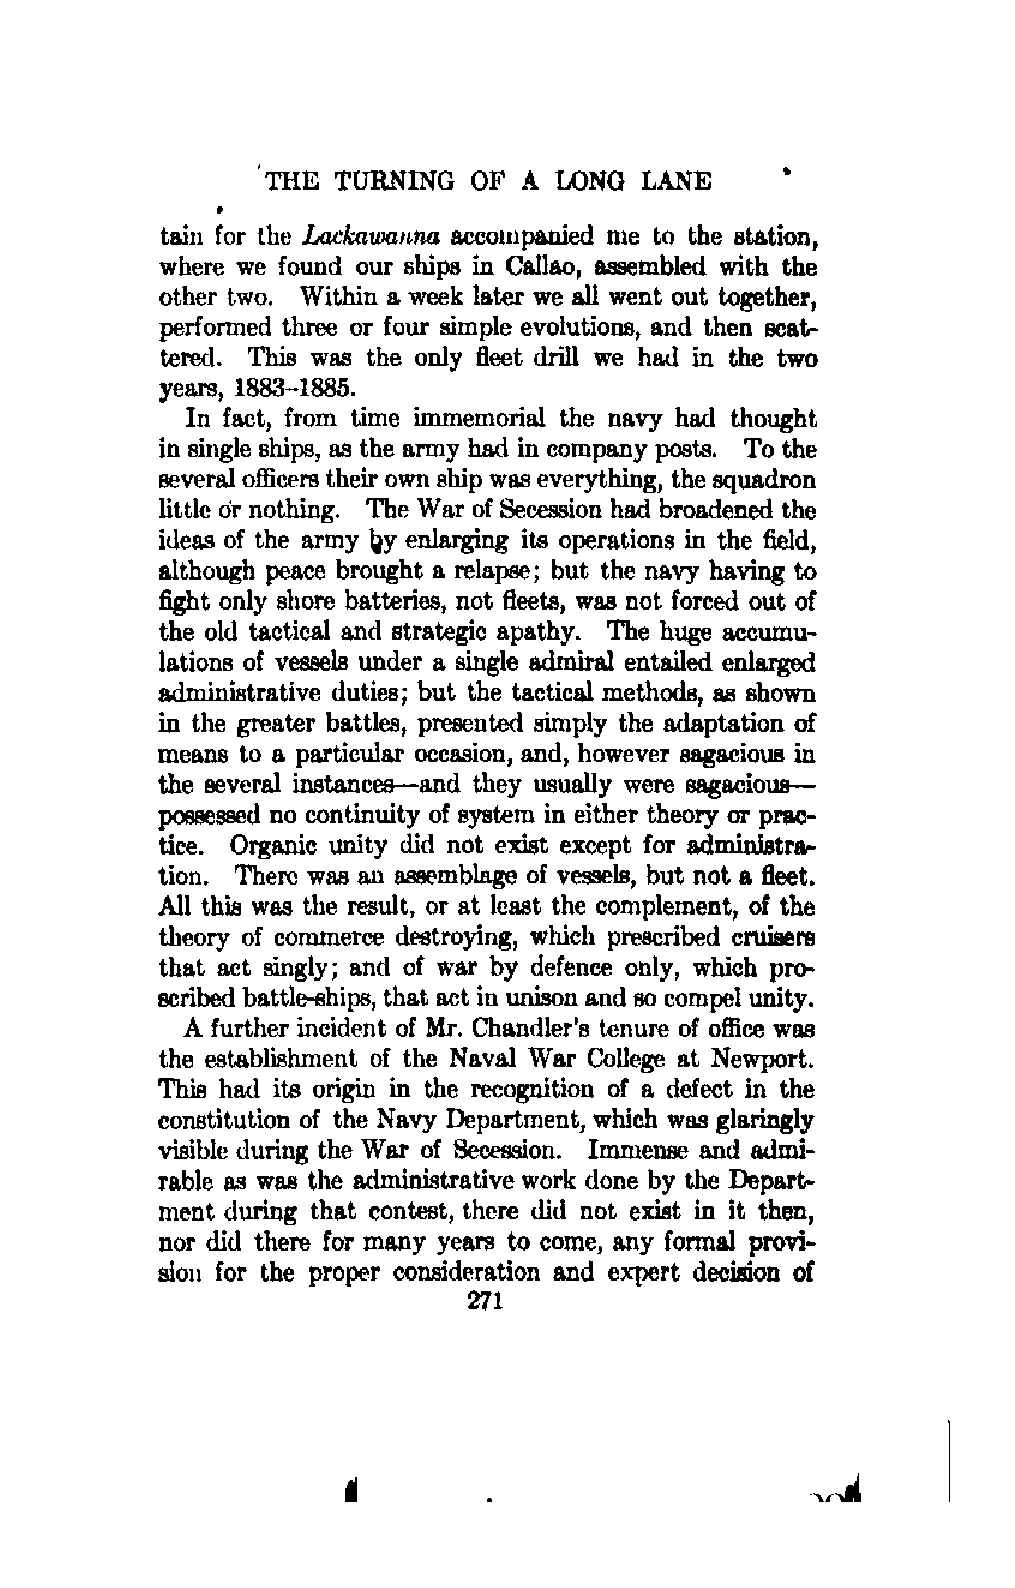 THE TURNING OF A LONG LANE
tain for the Lackawanna accompanied me to the station,
where we found our ships in Callao, assembled with the
other two. Within a week later we all went out together,
performed three or four simple evolutions, and then scat-
tered. This was the only fleet drill we had in the two
years, 1883-1885.
In fact, from time immemorial the navy had thought
in single ships, as the army had in company posts. To the
several officers their own ship was everything, the squadron
little or nothing. The War of Secession had broadened the
ideas of the army by enlarging its operations in the field,
although peace brought a relapse; but the navy having to
fight only shore batteries, not fleets, was not forced out of
the old tactical and strategic apathy. The huge accumu-
lations of vessels under a single admiral entailed enlarged
administrative duties; but the tactical methods, as shown
in the greater battles, presented simply the adaptation of
means to a particular occasion, and, however sagacious in
the several instances—and they usually were sagacious—
possessed no continuity of system in either theory or prac-
tice. Organic unity did not exist except for administra-
tion. There was an assemblage of vessels, but not a fleet.
All this was the result, or at least the complement, of the
theory of commerce destroying, which prescribed cruisers
that act singly; and of war by defence only, which pro-
scribed battle-ships, that act in unison and so compel unity.
A further incident of Mr. Chandler's tenure of office was
the establishment of the Naval War College at Newport.
This had its origin in the recognition of a defect in the
constitution of the Navy Department, which was glaringly
visible during the War of Secession. Immense and admi-
rable as was the administrative work done by the Depart-
ment during that contest, there did not exist in it then,
nor did there for many years to come, any formal provi-
sion for the proper consideration and expert decision of
271